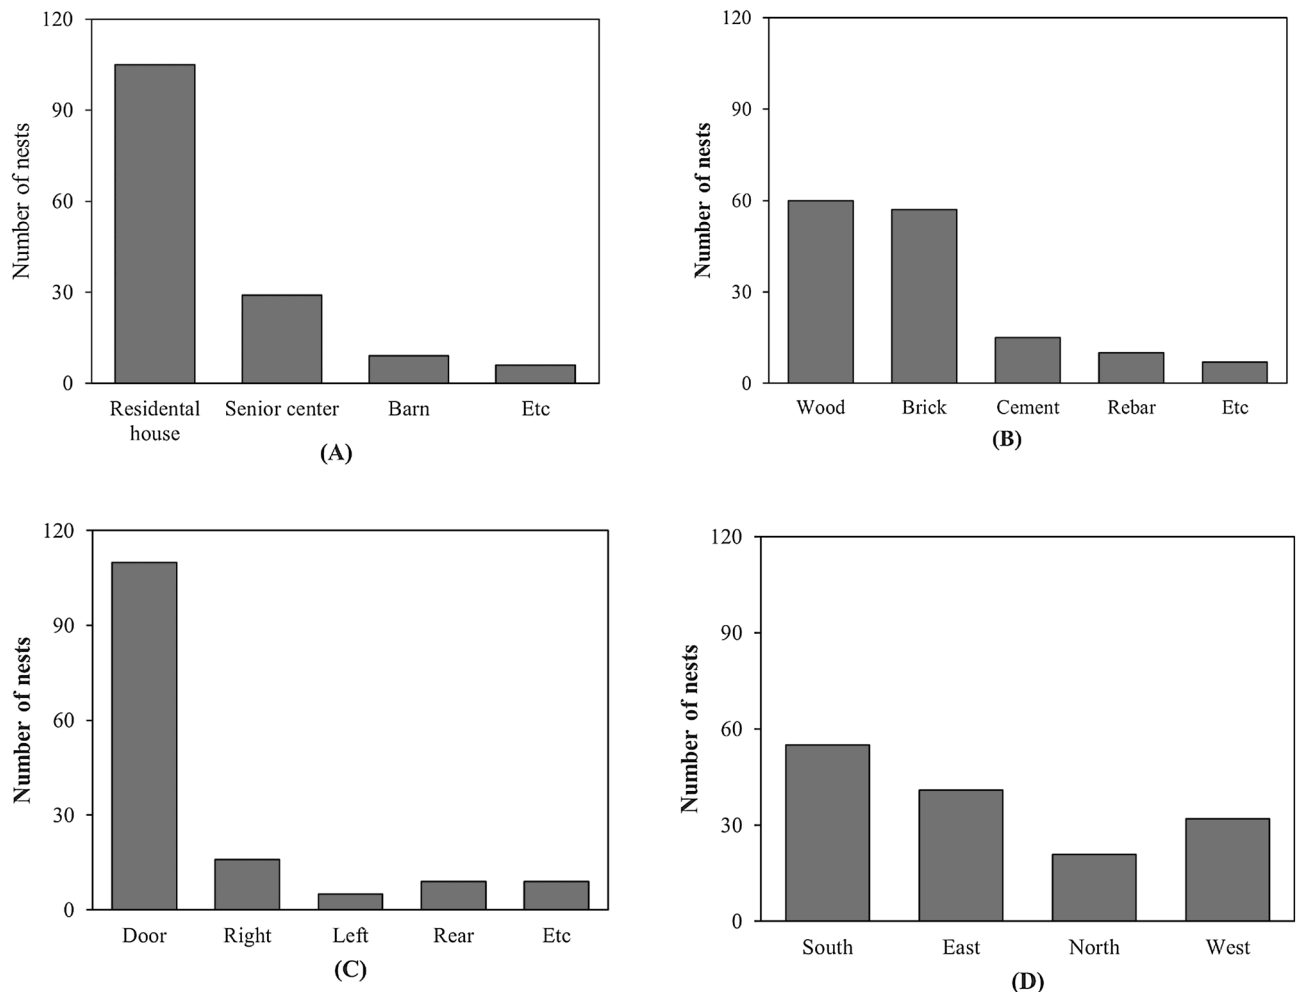 Number of nests
120
90
60
30
0
Residental
house
Senior center
Barn
Etc
(A)
Number of nests
120
90
60
30
0
Wood
Brick
Cement
Rebar
Etc
(B)
Number of nests
120
90
60
30
0
Door
Right
Left
Rear
Etc
(C)
Number of nests
120
90
60
30
0
South
East
North
West
(D)